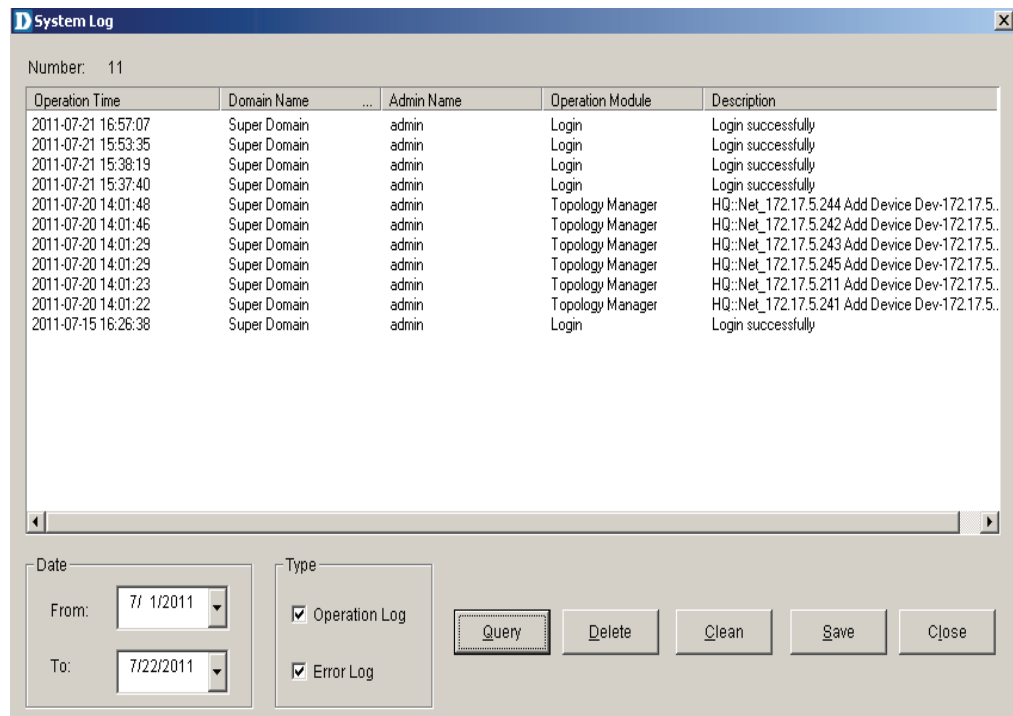 D System Log
Number: 11
Operation Time Domain Name ... Admin Name Operation Module Description
2011-07-21 16:57:07 Super Domain admin Login Login successfully
2011-07-21 15:53:35 Super Domain admin Login Login successfully
2011-07-21 15:38:19 Super Domain admin Login Login successfully
2011-07-21 15:37:40 Super Domain admin Login Login successfully
2011-07-20 14:01:48 Super Domain admin Topology Manager HQ::Net_172.17.5.244 Add Device Dev-172.17.5..
2011-07-20 14:01:46 Super Domain admin Topology Manager HQ::Net_172.17.5.242 Add Device Dev-172.17.5..
2011-07-20 14:01:29 Super Domain admin Topology Manager HQ::Net_172.17.5.243 Add Device Dev-172.17.5..
2011-07-20 14:01:29 Super Domain admin Topology Manager HQ::Net_172.17.5.245 Add Device Dev-172.17.5..
2011-07-20 14:01:23 Super Domain admin Topology Manager HQ::Net_172.17.5.211 Add Device Dev-172.17.5..
2011-07-20 14:01:22 Super Domain admin Topology Manager HQ::Net_172.17.5.241 Add Device Dev-172.17.5..
2011-07-15 16:26:38 Super Domain admin Login Login successfully
Date Type
From: 7/ 1/2011 Operation Log
Query Delete Clean Save Close
To: 7/22/2011 Error Log